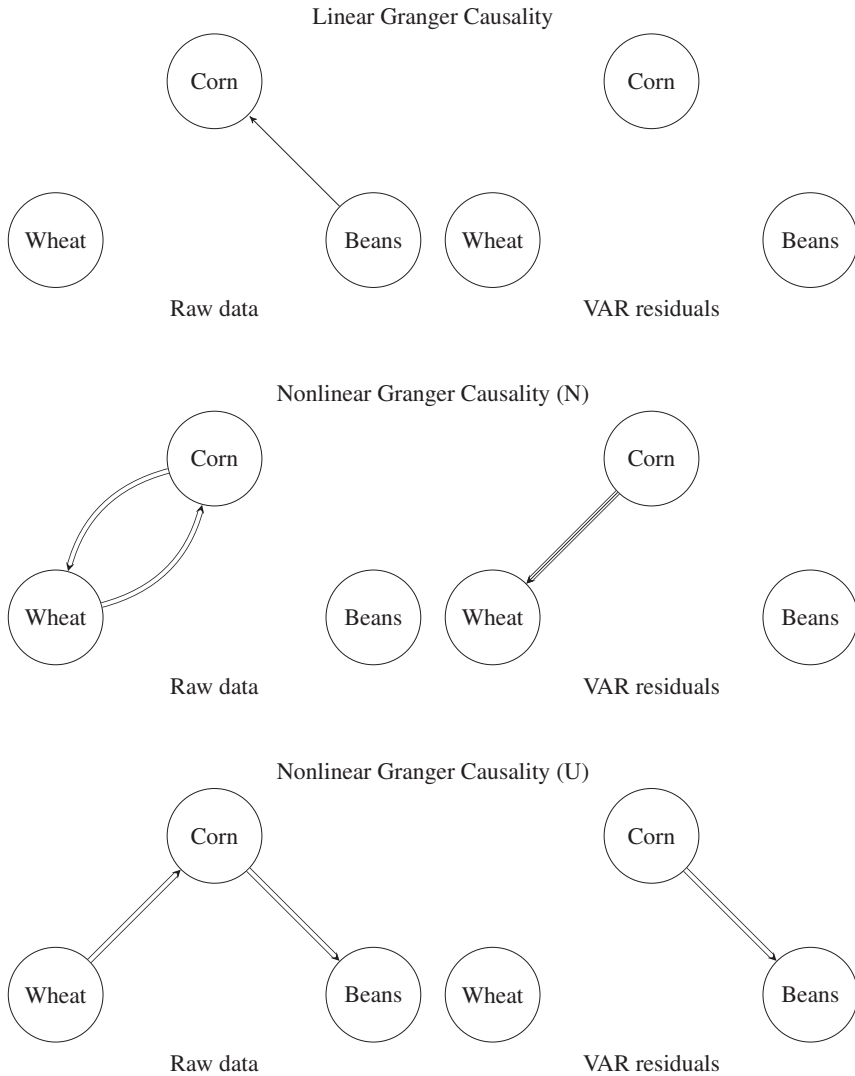 Linear Granger Causality
Corn
Corn
Wheat
Beans
Wheat
Beans
Raw data
VAR residuals
Nonlinear Granger Causality (N)
Corn
Corn
Wheat
Beans
Wheat
Beans
Raw data
VAR residuals
Nonlinear Granger Causality (U)
Corn
Corn
Wheat
Beans
Wheat
Beans
Raw data
VAR residuals